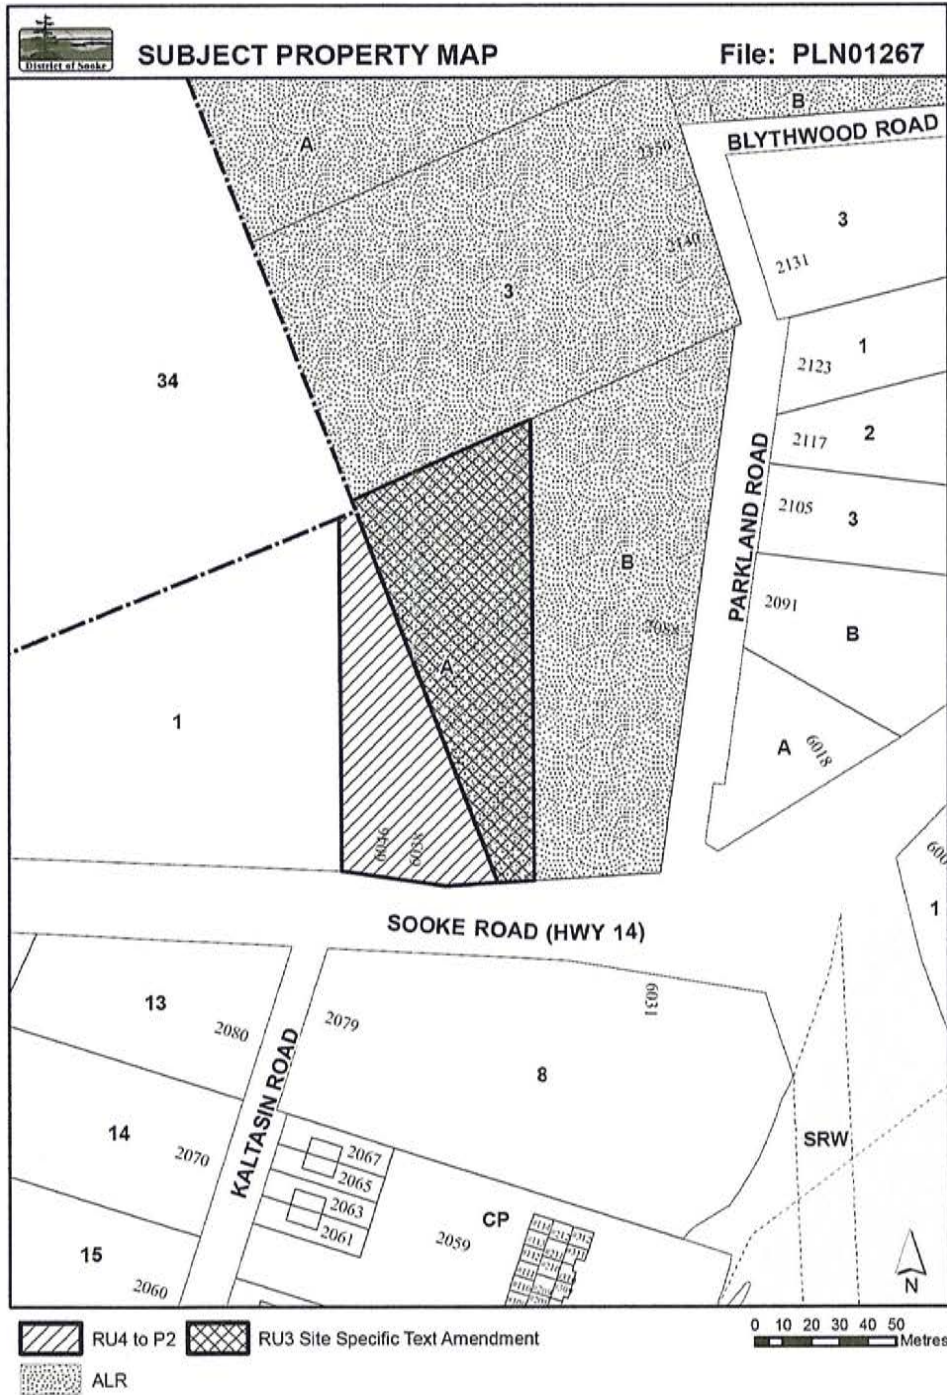 District of Sooke
SUBJECT PROPERTY MAP
File: PLN01267
B
BLYTHWOOD ROAD
A
2150
3
2140
2131
3
1
2123
34
2117
2
PARKLAND ROAD
2105
3
B
2091
2088
B
A
1
A
6018
6046
6038
1
SOOKE ROAD (HWY 14)
13
2080
2079
6031
8
KALTASIN ROAD
14
2070
2067
2065
2063
2061
SRW
CP
2059
15
2060
N
RU4 to P2
RU3 Site Specific Text Amendment
0 10 20 30 40 50
Metres
ALR